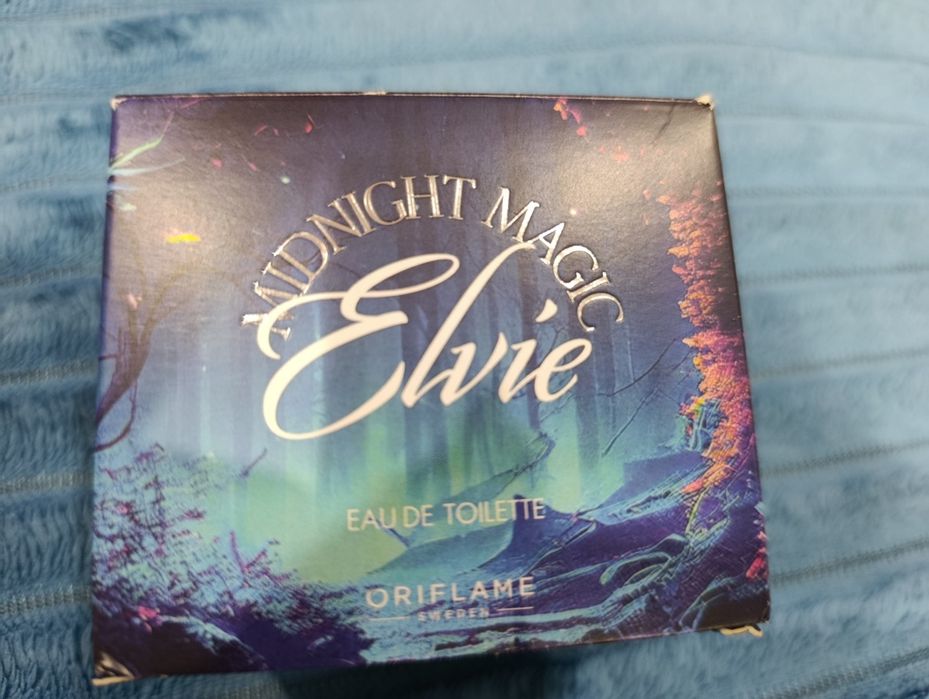 MIDNIGHT MAGIC
Elvie
EAU DE TOILETTE
ORIFLAME
SWEDEN